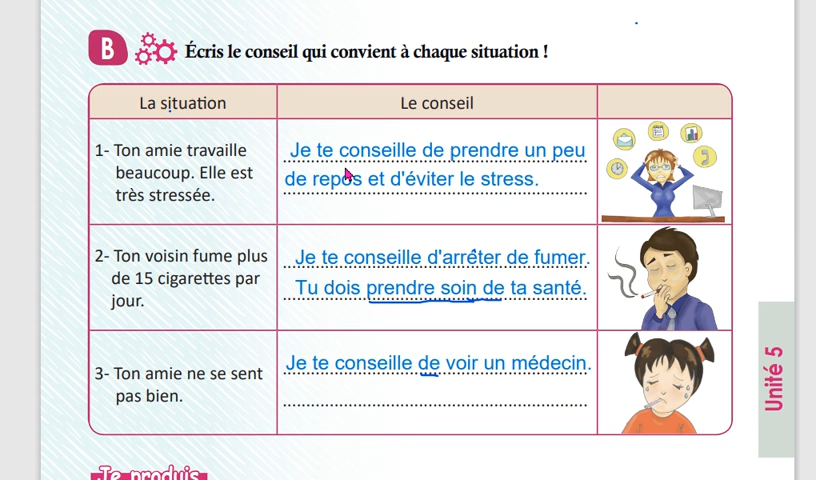 B
Écris le conseil qui convient à chaque situation !
La situation
Le conseil
1- Ton amie travaille
beaucoup. Elle est
très stressée.
Je te conseille de prendre un peu
de repos et d'éviter le stress.
2- Ton voisin fume plus
de 15 cigarettes par
jour.
Je te conseille d'arrêter de fumer.
Tu dois prendre soin de ta santé.
3- Ton amie ne se sent
pas bien.
Je te conseille de voir un médecin.
Unité 5
Je produis